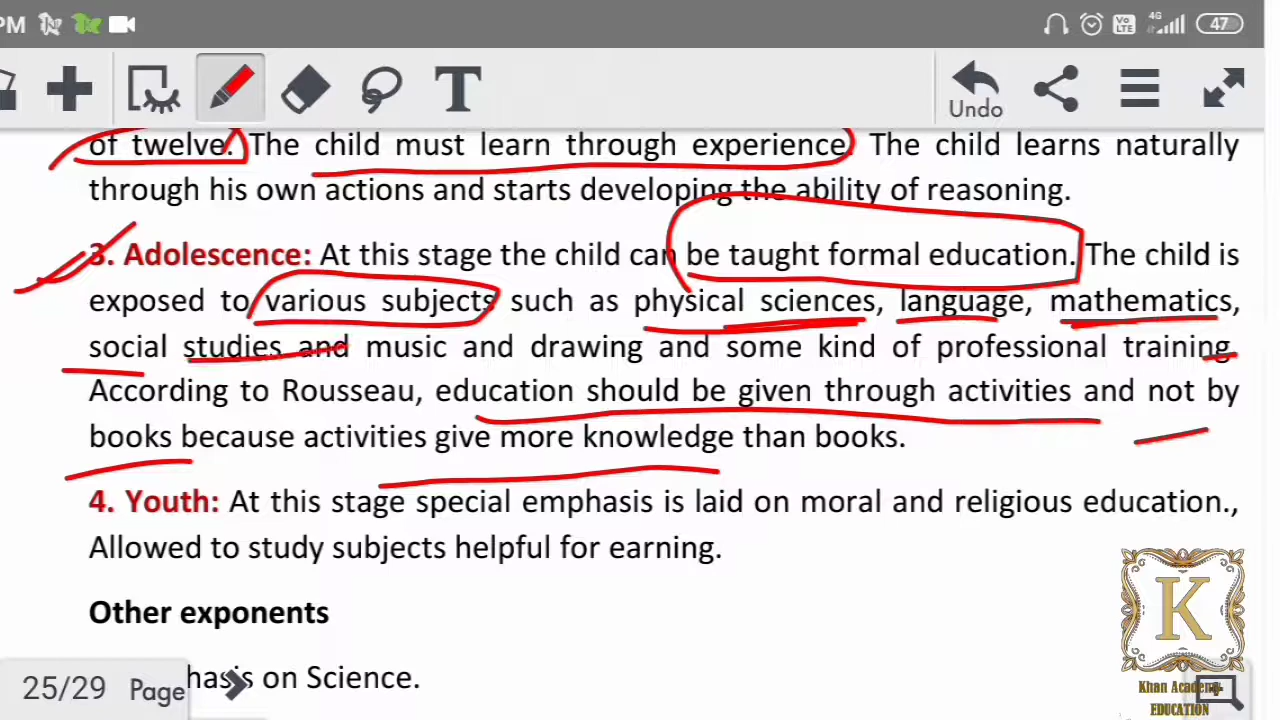 PM 4G Vo LTE 47
T Undo
of twelve. The child must learn through experience. The child learns naturally
through his own actions and starts developing the ability of reasoning.
3. Adolescence: At this stage the child can be taught formal education. The child is
exposed to various subjects such as physical sciences, language, mathematics,
social studies and music and drawing and some kind of professional training
According to Rousseau, education should be given through activities and not by
books because activities give more knowledge than books.
4. Youth: At this stage special emphasis is laid on moral and religious education.,
Allowed to study subjects helpful for earning.
Other exponents
hasis on Science.
25/29 Page
K
Khan Academy
EDUCATION